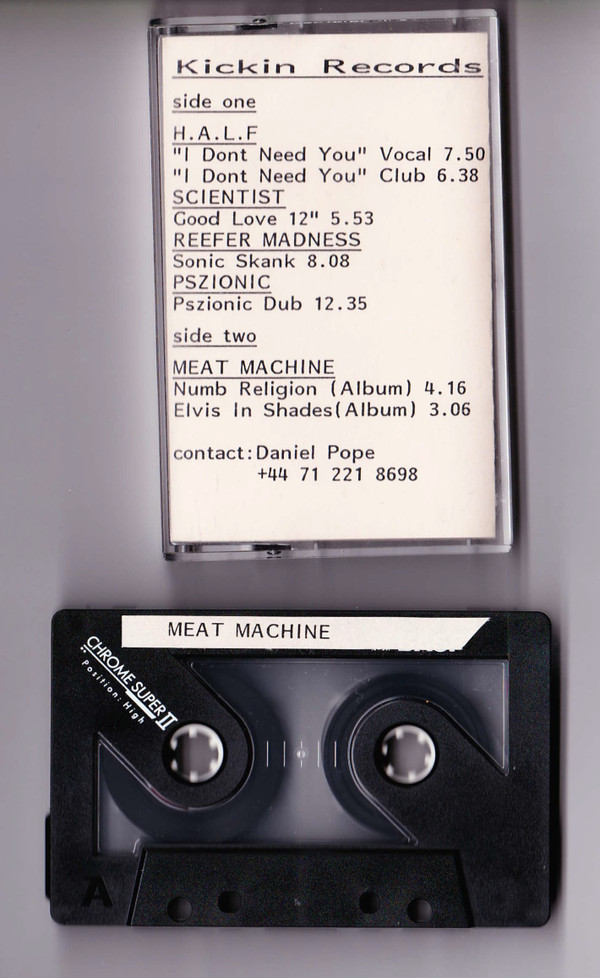 Kickin Records
side one
H.A.L.F
"I Dont Need You" Vocal 7.50
"I Dont Need You" Club 6.38
SCIENTIST
Good Love 12" 5.53
REEFER MADNESS
Sonic Skank 8.08
PSZIONIC
Pszionic Dub 12.35
side two
MEAT MACHINE
Numb Religion (Album) 4.16
Elvis In Shades(Album) 3.06
contact:Daniel Pope
+44 71 221 8698
MEAT MACHINE
CHROME SUPER II
Position: High
A